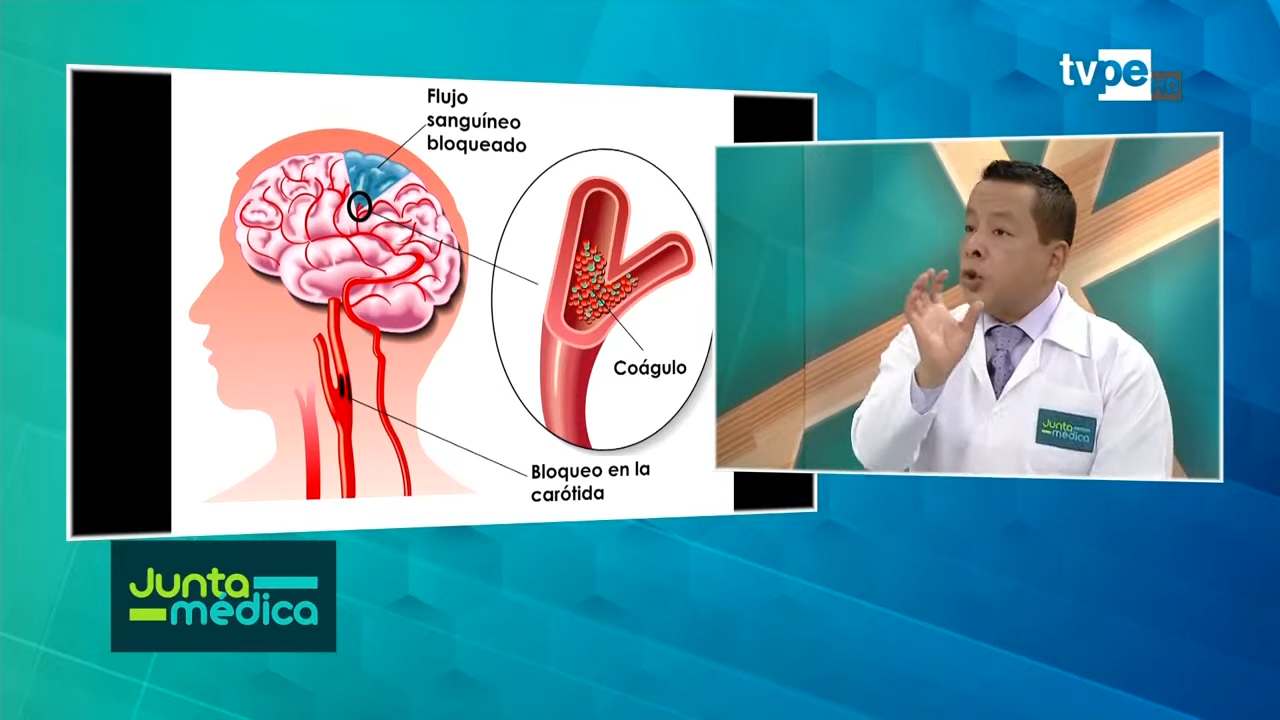 Flujo
sanguíneo
bloqueado
Coágulo
Bloqueo en la
carótida
tvpe HD
Junta
médica
Junta
médica